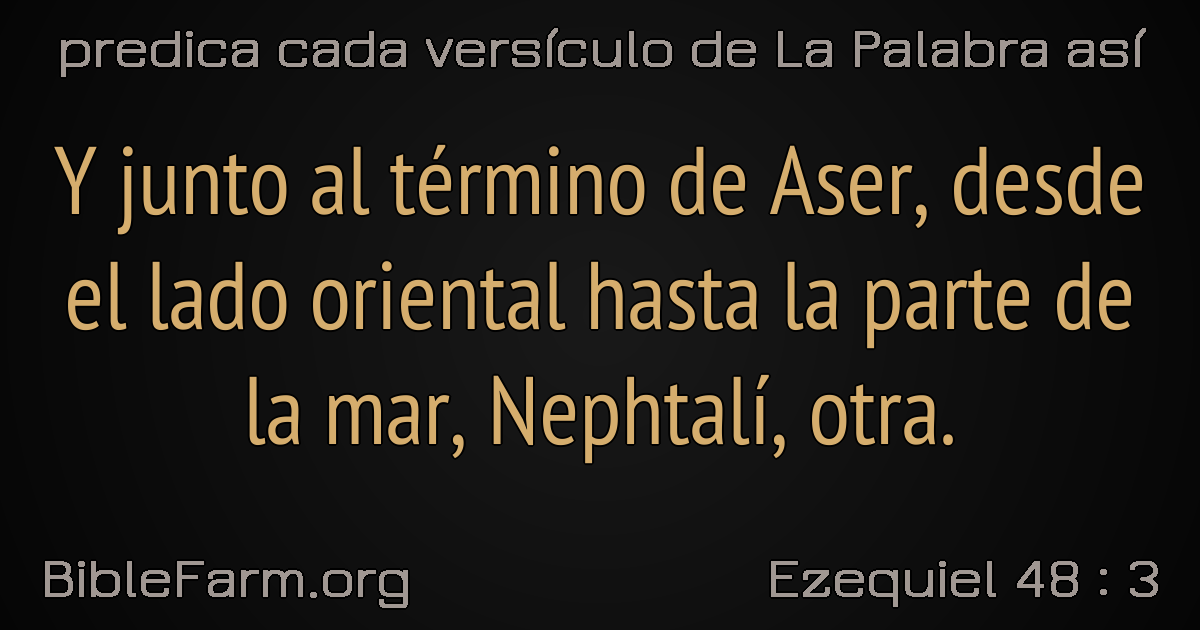 predica cada versículo de La Palabra así
Y junto al término de Aser, desde
el lado oriental hasta la parte de
la mar, Nephtalí, otra.
BibleFarm.org
Ezequiel 48 : 3